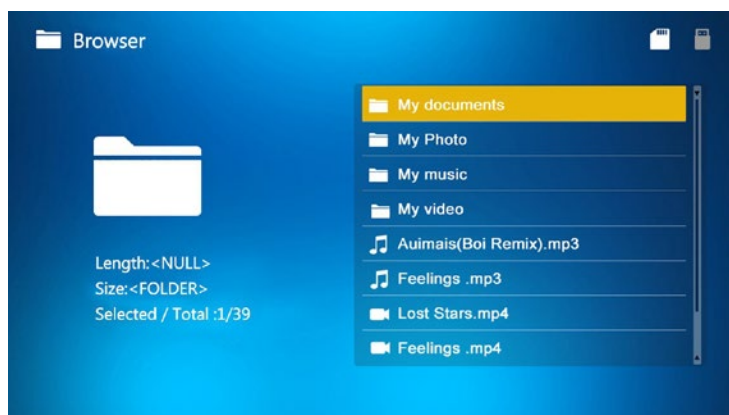 Browser
My documents
My Photo
My music
My video
Auimais(Boi Remix).mp3
Feelings .mp3
Lost Stars.mp4
Feelings .mp4
Length:<NULL>
Size:<FOLDER>
Selected / Total :1/39